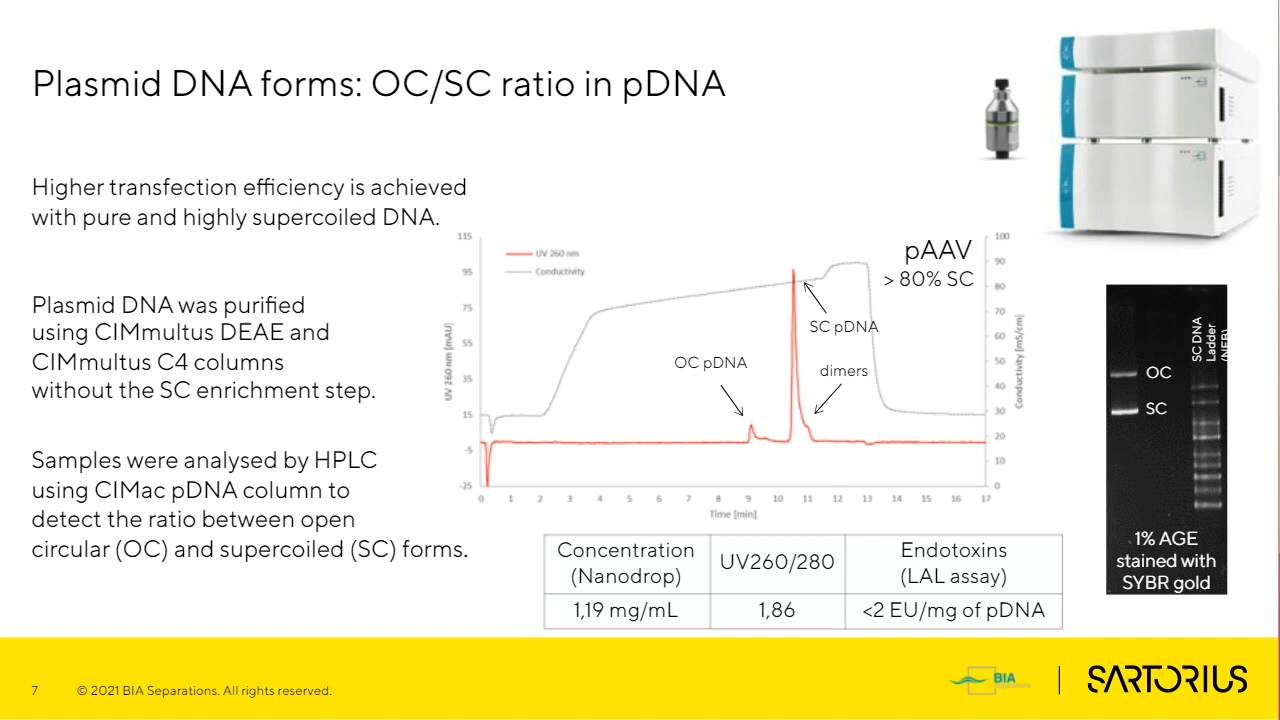 Plasmid DNA forms: OC/SC ratio in pDNA
Higher transfection efficiency is achieved
with pure and highly supercoiled DNA.
Plasmid DNA was purified
using CIMmultus DEAE and
CIMmultus C4 columns
without the SC enrichment step.
Samples were analysed by HPLC
using CIMac pDNA column to
detect the ratio between open
circular (OC) and supercoiled (SC) forms.
115
95
75
55
35
15
-5
-25
UV 260 nm [mAU]
UV 260 nm
Conductivity
pAAV
> 80% SC
SC pDNA
OC pDNA
dimers
100
90
80
70
60
50
40
30
20
10
0
Conductivity [mS/cm]
0 1 2 3 4 5 6 7 8 9 10 11 12 13 14 15 16 17
Time [min]
Concentration
(Nanodrop)
UV260/280
Endotoxins
(LAL assay)
1,19 mg/mL
1,86
<2 EU/mg of pDNA
SC DNA
Ladder
(NEB)
OC
SC
1% AGE
stained with
SYBR gold
7 © 2021 BIA Separations. All rights reserved.
BIA
SARTORIUS